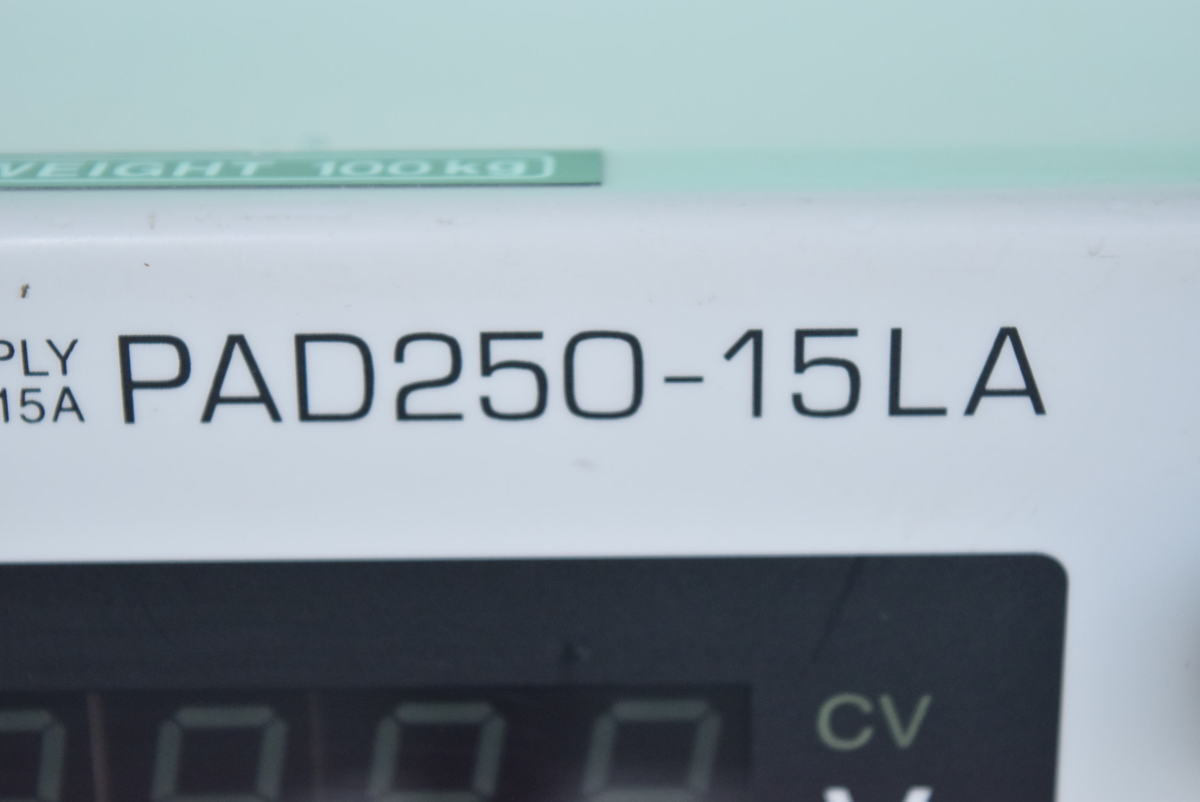 WEIGHT 100kg
PLY
15A
PAD250-15LA
CV
V